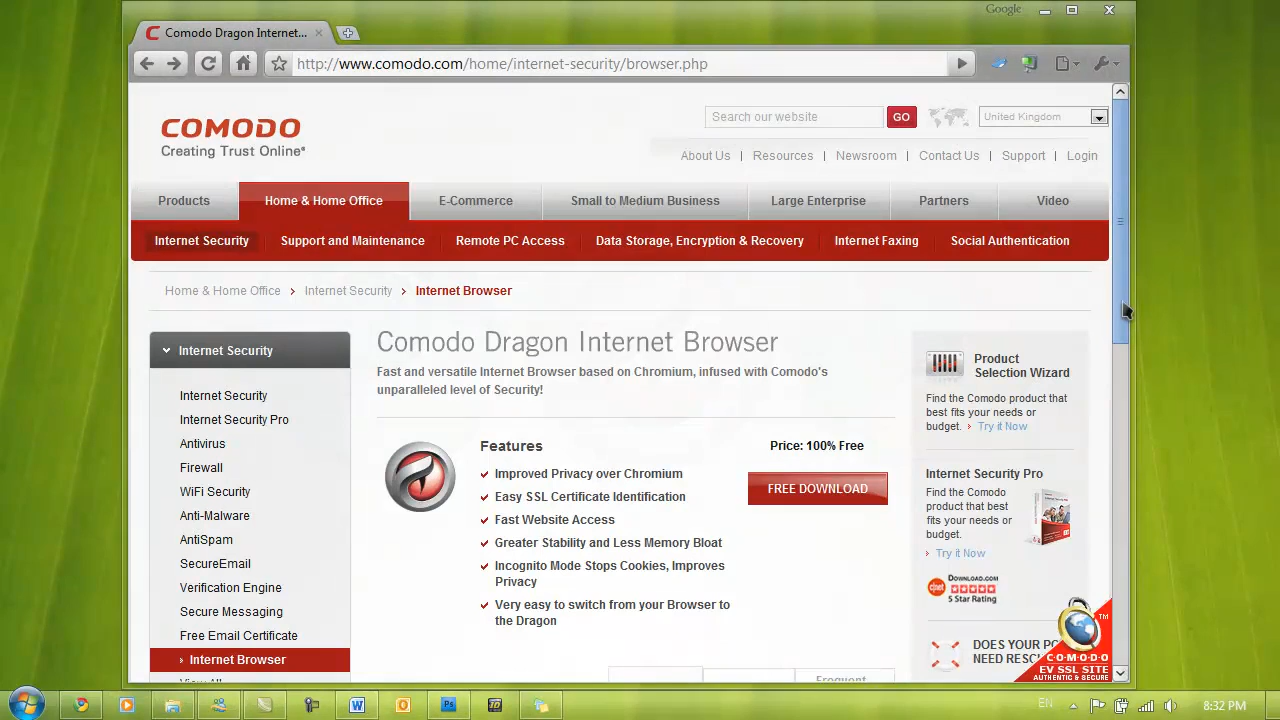 Google
Comodo Dragon Internet...
http://www.comodo.com/home/internet-security/browser.php
COMODO
Creating Trust Online®
Search our website
GO
United Kingdom
About Us | Resources | Newsroom | Contact Us | Support | Login
Products
Home & Home Office
E-Commerce
Small to Medium Business
Large Enterprise
Partners
Video
Internet Security
Support and Maintenance
Remote PC Access
Data Storage, Encryption & Recovery
Internet Faxing
Social Authentication
Home & Home Office > Internet Security > Internet Browser
Internet Security
Internet Security
Internet Security Pro
Antivirus
Firewall
WiFi Security
Anti-Malware
AntiSpam
SecureEmail
Verification Engine
Secure Messaging
Free Email Certificate
Internet Browser
View All
Comodo Dragon Internet Browser
Fast and versatile Internet Browser based on Chromium, infused with Comodo's
unparalleled level of Security!
Features
Improved Privacy over Chromium
Easy SSL Certificate Identification
Fast Website Access
Greater Stability and Less Memory Bloat
Incognito Mode Stops Cookies, Improves
Privacy
Very easy to switch from your Browser to
the Dragon
Price: 100% Free
FREE DOWNLOAD
Frequent
Product
Selection Wizard
Find the Comodo product that
best fits your needs or
budget. Try it Now
Internet Security Pro
Find the Comodo
product that best
fits your needs or
budget.
Try it Now
c|net
DOWNLOAD.COM
5 Star Rating
DOES YOUR PC
NEED RESC
TM
COMODO
EV SSL SITE
AUTHENTIC & SECURE
EN
8:32 PM